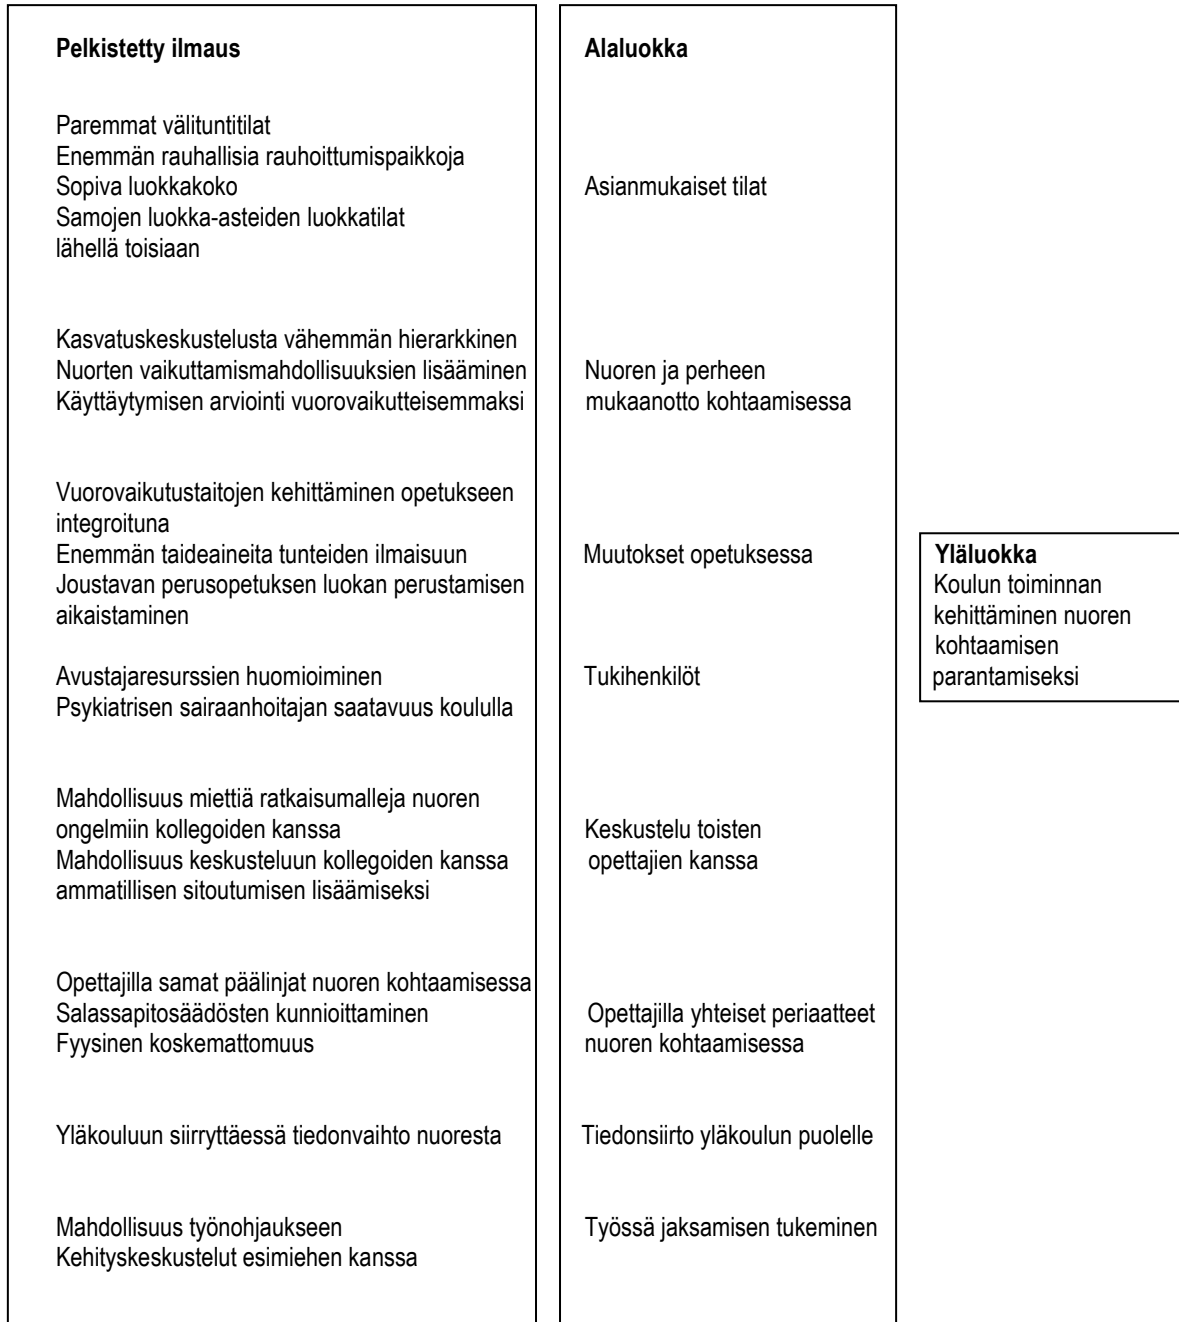 Pelkistetty ilmaus
Paremmat välituntitilat
Enemmän rauhallisia rauhoittumispaikkoja
Sopiva luokkakoko
Samojen luokka-asteiden luokkatilat
lähellä toisiaan
Kasvatuskeskustelusta vähemmän hierarkkinen
Nuorten vaikuttamismahdollisuuksien lisääminen
Käyttäytymisen arviointi vuorovaikutteisemmaksi
Vuorovaikutustaitojen kehittäminen opetukseen
integroituna
Enemmän taideaineita tunteiden ilmaisuun
Joustavan perusopetuksen luokan perustamisen
aikaistaminen
Avustajaresurssien huomioiminen
Psykiatrisen sairaanhoitajan saatavuus koululla
Mahdollisuus miettiä ratkaisumalleja nuoren
ongelmiin kollegoiden kanssa
Mahdollisuus keskusteluun kollegoiden kanssa
ammatillisen sitoutumisen lisäämiseksi
Opettajilla samat päälinjat nuoren kohtaamisessa
Salassapitosäädösten kunnioittaminen
Fyysinen koskemattomuus
Yläkouluun siirryttäessä tiedonvaihto nuoresta
Mahdollisuus työnohjaukseen
Kehityskeskustelut esimiehen kanssa
Alaluokka
Asianmukaiset tilat
Nuoren ja perheen
mukaanotto kohtaamisessa
Muutokset opetuksessa
Tukihenkilöt
Keskustelu toisten
opettajien kanssa
Opettajilla yhteiset periaatteet
nuoren kohtaamisessa
Tiedonsiirto yläkoulun puolelle
Työssä jaksamisen tukeminen
Yläluokka
Koulun toiminnan
kehittäminen nuoren
kohtaamisen
parantamiseksi